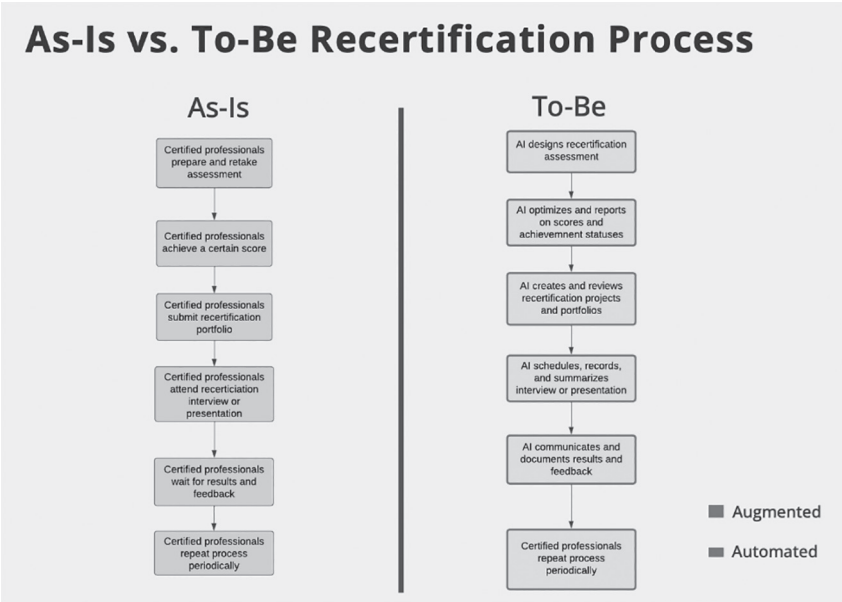 As-Is vs. To-Be Recertification Process
As-Is
Certified professionals
prepare and retake
assessment
Certified professionals
achieve a certain score
Certified professionals
submit recertification
portfolio
Certified professionals
attend recerticiation
interview or
presentation
Certified professionals
wait for results and
feedback
Certified professionals
repeat process
periodically
To-Be
AI designs recertification
assessment
AI optimizes and reports
on scores and
achievemnent statuses
AI creates and reviews
recertification projects
and portfolios
AI schedules, records,
and summarizes
interview or presentation
AI communicates and
documents results and
feedback
Certified professionals
repeat process
periodically
Augmented
Automated